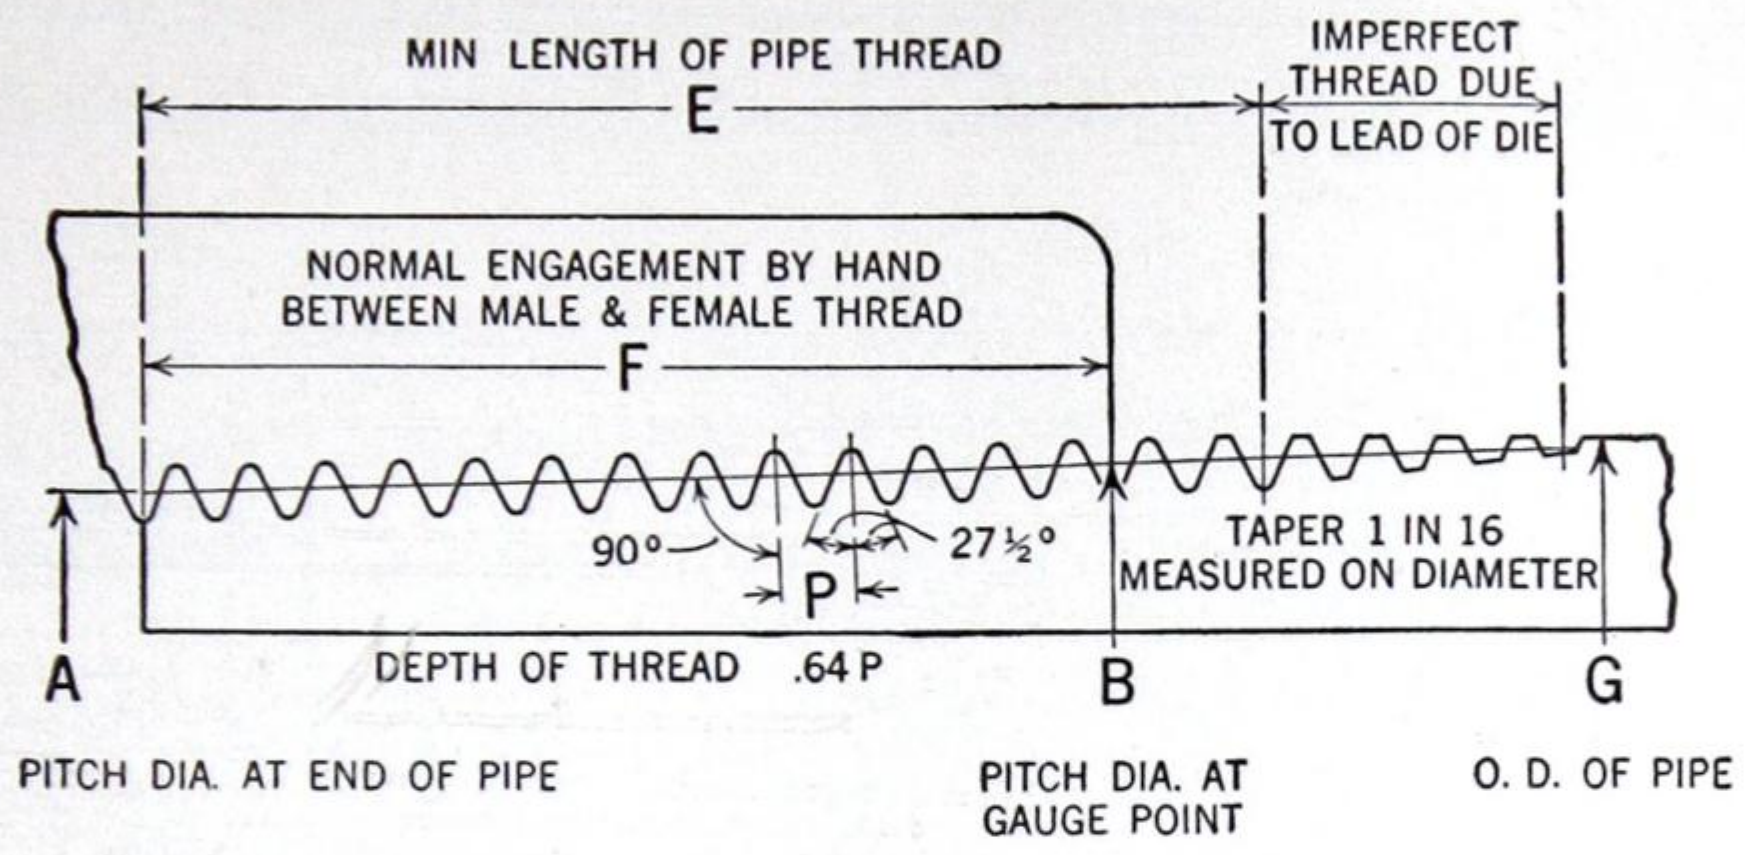 MIN LENGTH OF PIPE THREAD
E
IMPERFECT
THREAD DUE
TO LEAD OF DIE
NORMAL ENGAGEMENT BY HAND
BETWEEN MALE & FEMALE THREAD
F
90°
27½°
P
TAPER 1 IN 16
MEASURED ON DIAMETER
DEPTH OF THREAD .64 P
A
B
G
PITCH DIA. AT END OF PIPE
PITCH DIA. AT
GAUGE POINT
O. D. OF PIPE